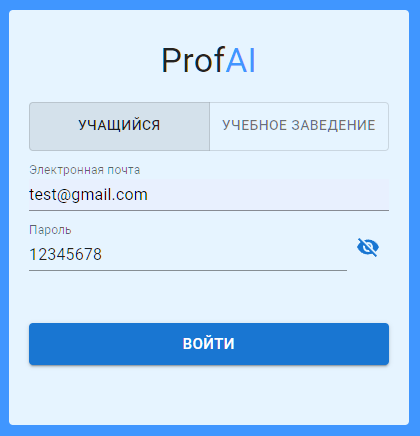 ProfAI
УЧАЩИЙСЯ УЧЕБНОЕ ЗАВЕДЕНИЕ
Электронная почта
test@gmail.com
Пароль
12345678
ВОЙТИ